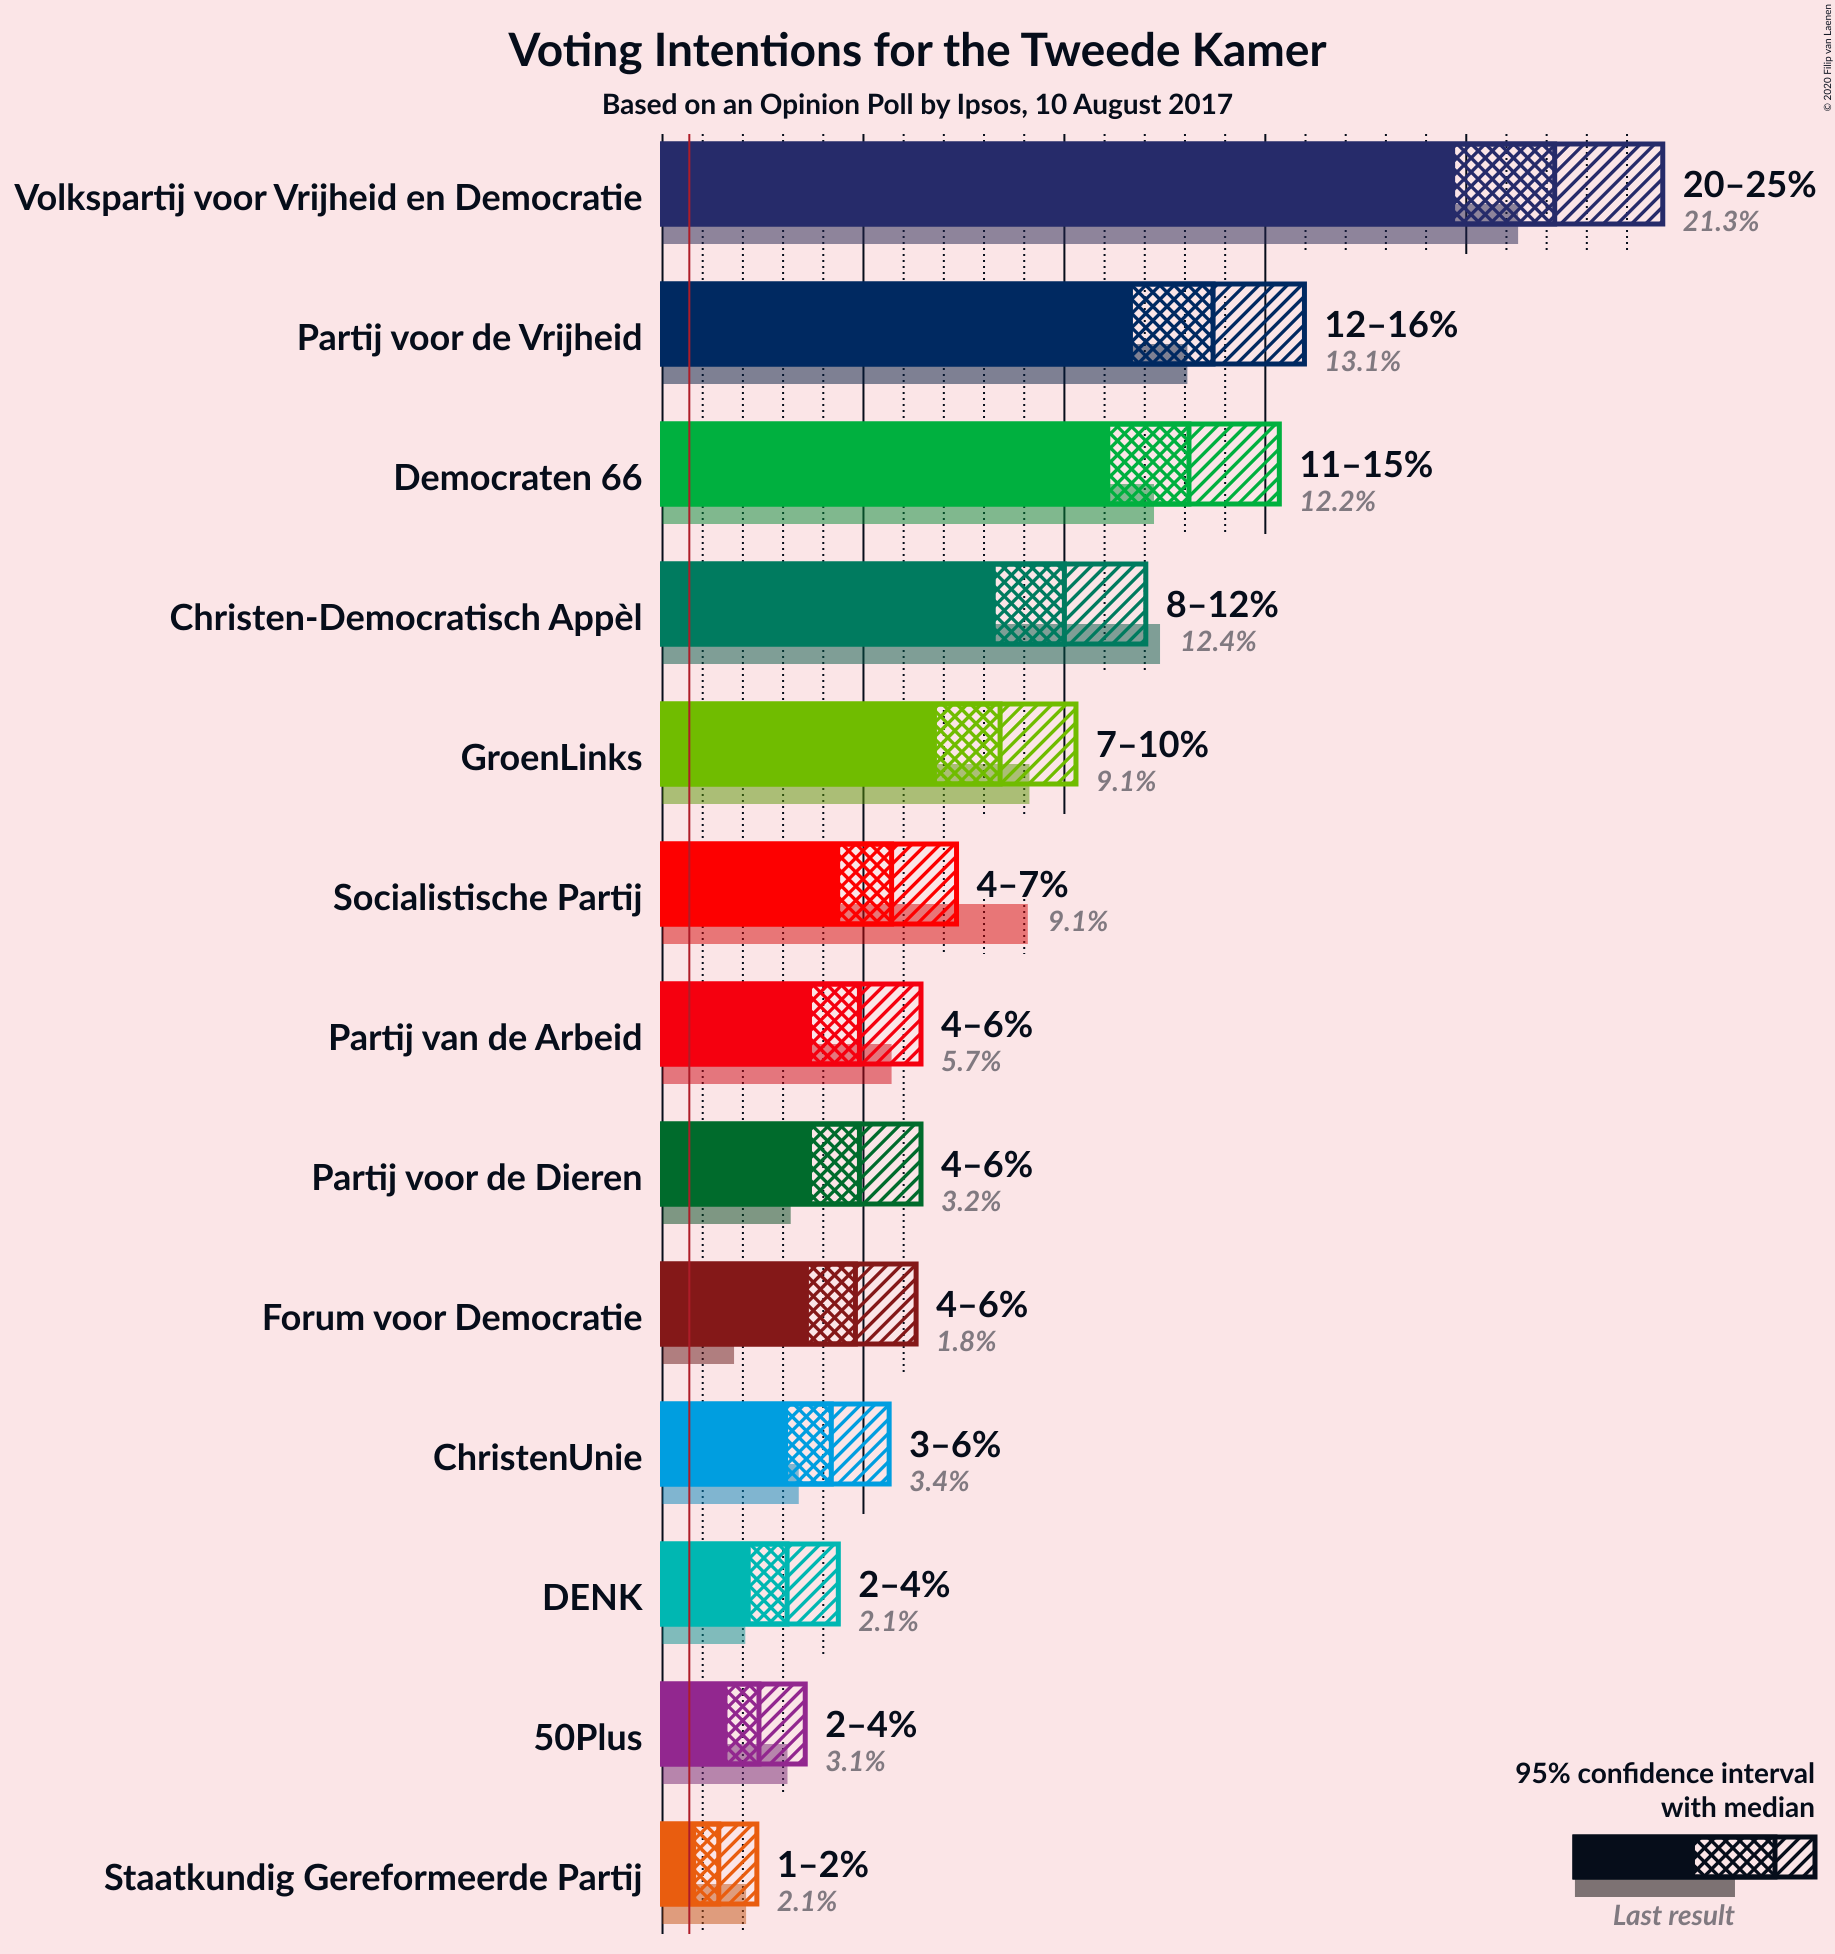 Voting Intentions for the Tweede Kamer
Based on an Opinion Poll by Ipsos, 10 August 2017
© 2020 Filip van Laenen
Volkspartij voor Vrijheid en Democratie
20–25%
21.3%
Partij voor de Vrijheid
12–16%
13.1%
Democraten 66
11–15%
12.2%
Christen-Democratisch Appèl
8–12%
12.4%
GroenLinks
7–10%
9.1%
Socialistische Partij
4–7%
9.1%
Partij van de Arbeid
4–6%
5.7%
Partij voor de Dieren
4–6%
3.2%
Forum voor Democratie
4–6%
1.8%
ChristenUnie
3–6%
3.4%
DENK
2–4%
2.1%
50Plus
2–4%
3.1%
Staatkundig Gereformeerde Partij
1–2%
2.1%
95% confidence interval
with median
Last result